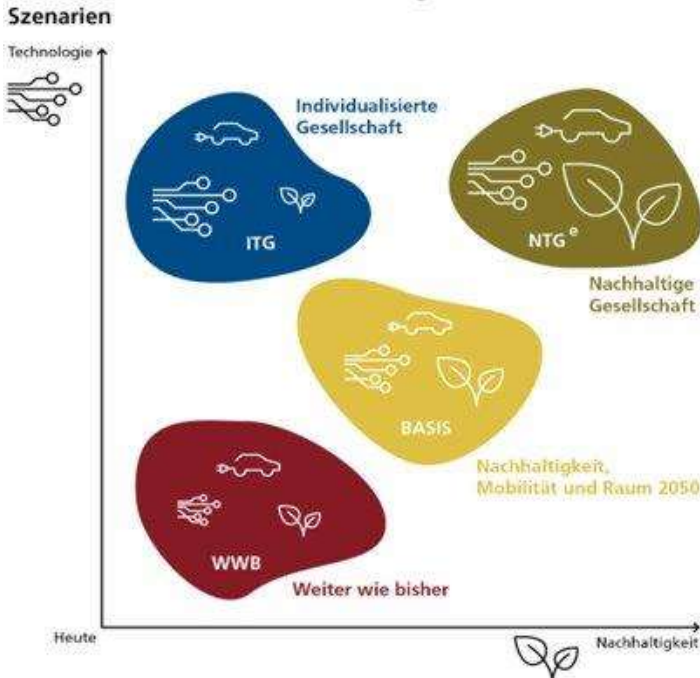 Szenarien
Technologie
Individualisierte
Gesellschaft
ITG
NTG e
Nachhaltige
Gesellschaft
BASIS
Nachhaltigkeit,
Mobilität und Raum 2050
WWB
Weiter wie bisher
Heute
Nachhaltigkeit